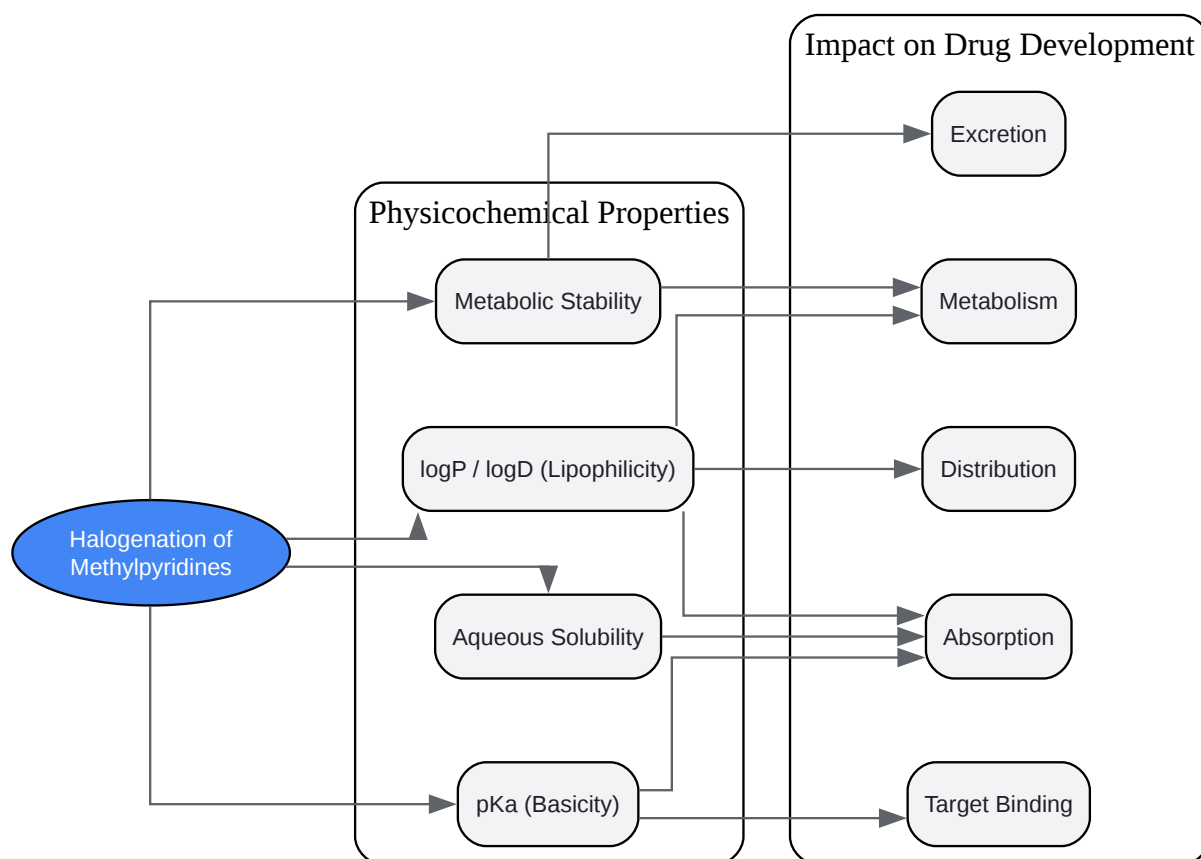 Halogenation of
Methylpyridines
Physicochemical Properties
Metabolic Stability
logP / logD (Lipophilicity)
Aqueous Solubility
pKa (Basicity)
Impact on Drug Development
Excretion
Metabolism
Distribution
Absorption
Target Binding